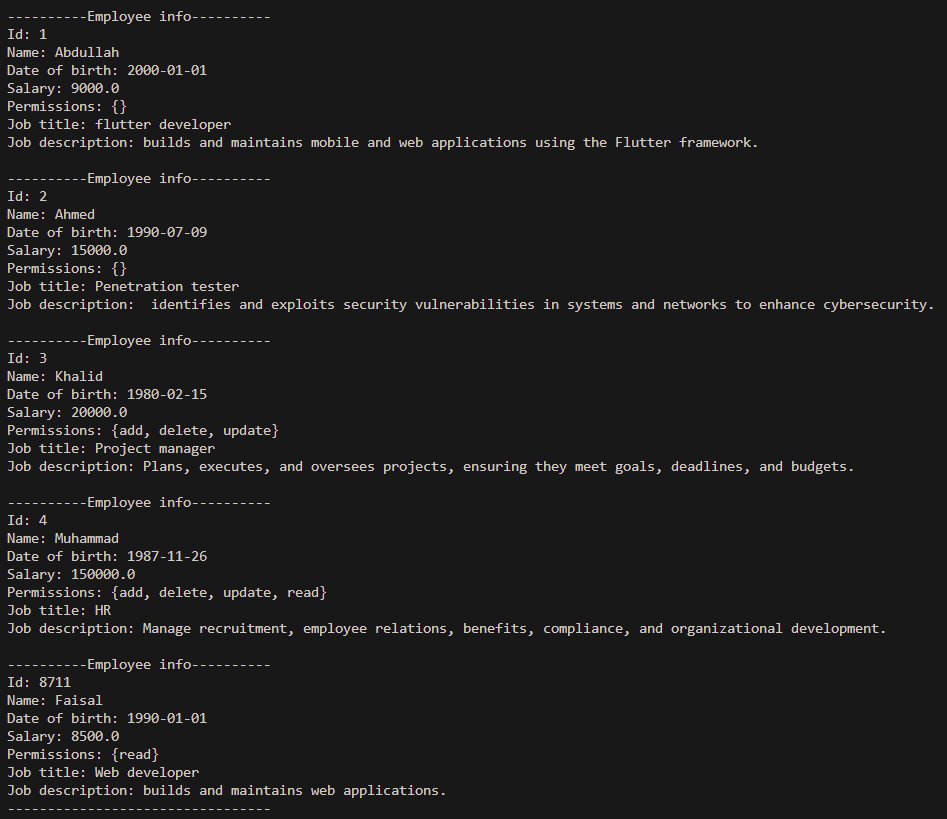 ----------Employee info----------
Id: 1
Name: Abdullah
Date of birth: 2000-01-01
Salary: 9000.0
Permissions: {}
Job title: flutter developer
Job description: builds and maintains mobile and web applications using the Flutter framework.

----------Employee info----------
Id: 2
Name: Ahmed
Date of birth: 1990-07-09
Salary: 15000.0
Permissions: {}
Job title: Penetration tester
Job description:  identifies and exploits security vulnerabilities in systems and networks to enhance cybersecurity.

----------Employee info----------
Id: 3
Name: Khalid
Date of birth: 1980-02-15
Salary: 20000.0
Permissions: {add, delete, update}
Job title: Project manager
Job description: Plans, executes, and oversees projects, ensuring they meet goals, deadlines, and budgets.

----------Employee info----------
Id: 4
Name: Muhammad
Date of birth: 1987-11-26
Salary: 150000.0
Permissions: {add, delete, update, read}
Job title: HR
Job description: Manage recruitment, employee relations, benefits, compliance, and organizational development.

----------Employee info----------
Id: 8711
Name: Faisal
Date of birth: 1990-01-01
Salary: 8500.0
Permissions: {read}
Job title: Web developer
Job description: builds and maintains web applications.
---------------------------------